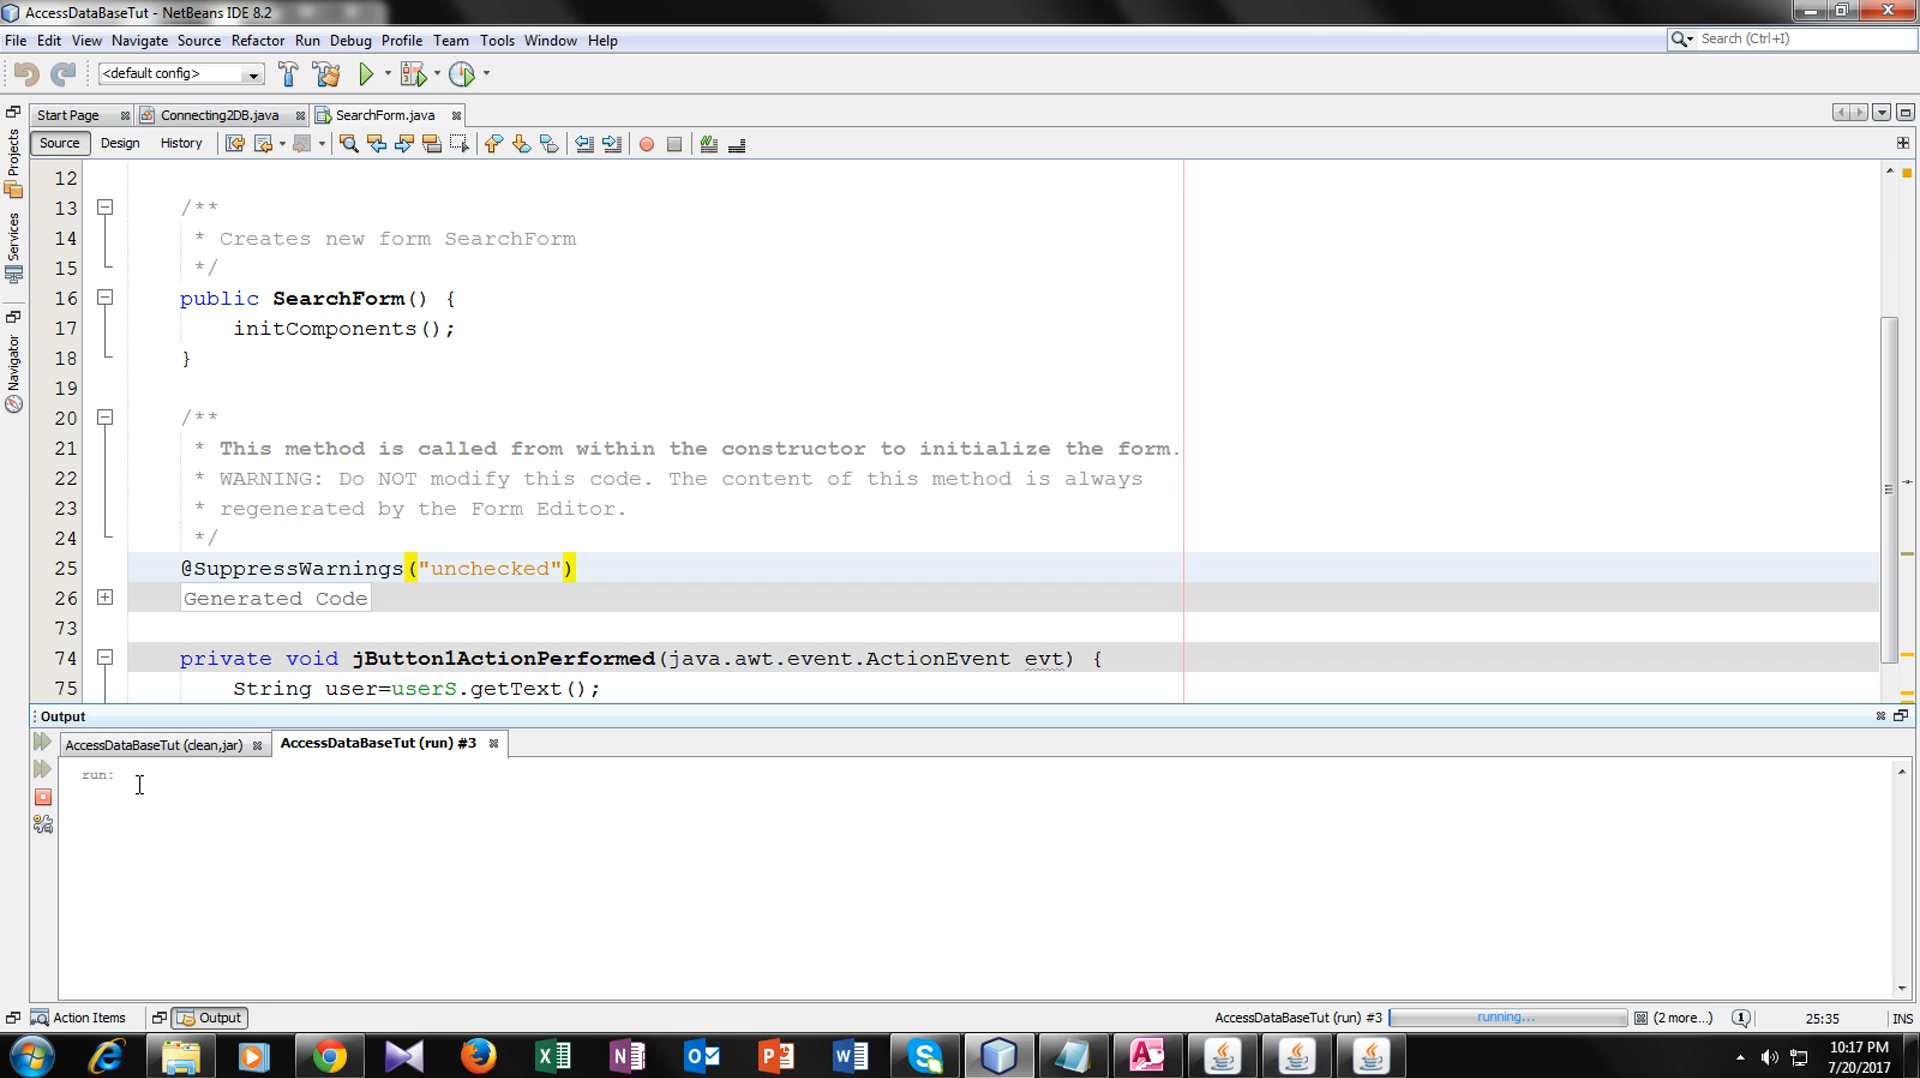 AccessDataBaseTut - NetBeans IDE 8.2
File Edit View Navigate Source Refactor Run Debug Profile Team Tools Window Help
Search (Ctrl+I)
<default config>
Start Page Connecting2DB.java SearchForm.java
Source Design History
Projects
Services
Navigator
12
13 /**
14 * Creates new form SearchForm
15 */
16 public SearchForm() {
17 initComponents();
18 }
19
20 /**
21 * This method is called from within the constructor to initialize the form.
22 * WARNING: Do NOT modify this code. The content of this method is always
23 * regenerated by the Form Editor.
24 */
25 @SuppressWarnings("unchecked")
26 Generated Code
73
74 private void jButton1ActionPerformed(java.awt.event.ActionEvent evt) {
75 String user=userS.getText();
Output
AccessDataBaseTut (clean,jar) AccessDataBaseTut (run) #3
run:
Action Items Output AccessDataBaseTut (run) #3 running... (2 more...) 1 25:35 INS
10:17 PM
7/20/2017